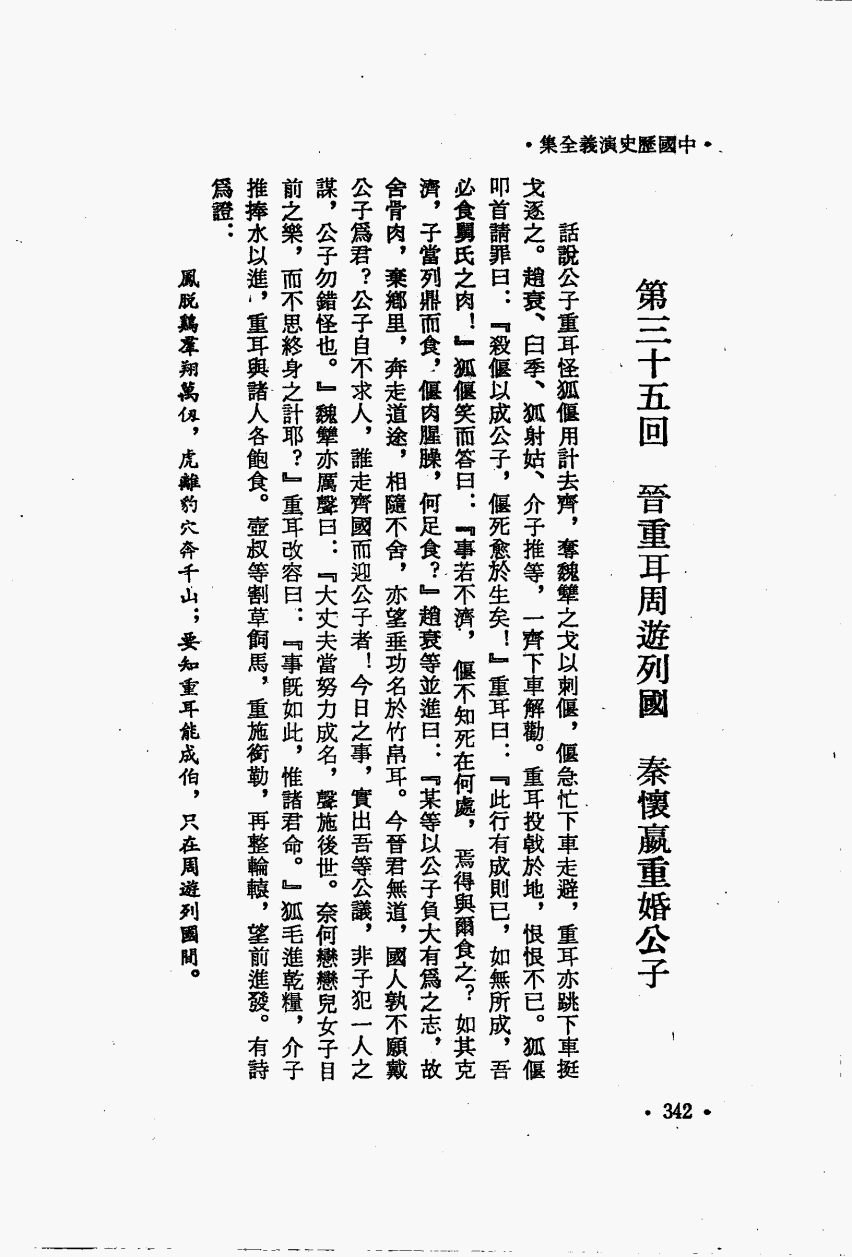 ·中國歷史演義全集·
第三十五回　晉重耳周遊列國　秦懷嬴重婚公子
話說公子重耳怪狐偃用計去齊，奪魏犨之戈以刺偃，偃急忙下車走避，重耳亦跳下車挺
戈逐之。趙衰、臼季、狐射姑、介子推等，一齊下車解勸。重耳投戟於地，恨恨不已。狐偃
叩首請罪曰：『殺偃以成公子，偃死愈於生矣！』重耳曰：『此行有成則已，如無所成，吾
必食舅氏之肉！』狐偃笑而答曰：『事若不濟，偃不知死在何處，焉得與爾食之？如其克
濟，子當列鼎而食，偃肉腥臊，何足食？』趙衰等並進曰：『某等以公子負大有爲之志，故
舍骨肉，棄鄉里，奔走道途，相隨不舍，亦望垂功名於竹帛耳。今晉君無道，國人孰不願戴
公子爲君？公子自不求人，誰走齊國而迎公子者！今日之事，實出吾等公議，非子犯一人之
謀，公子勿錯怪也。』魏犨亦厲聲曰：『大丈夫當努力成名，聲施後世。奈何戀戀兒女子目
前之樂，而不思終身之計耶？』重耳改容曰：『事旣如此，惟諸君命。』狐毛進乾糧，介子
推捧水以進，重耳與諸人各飽食。壺叔等割草飼馬，重施銜勒，再整輪轅，望前進發。有詩
爲證：
鳳脫鷄羣翔萬仞，虎離豹穴奔千山；要知重耳能成伯，只在周遊列國間。
·342·